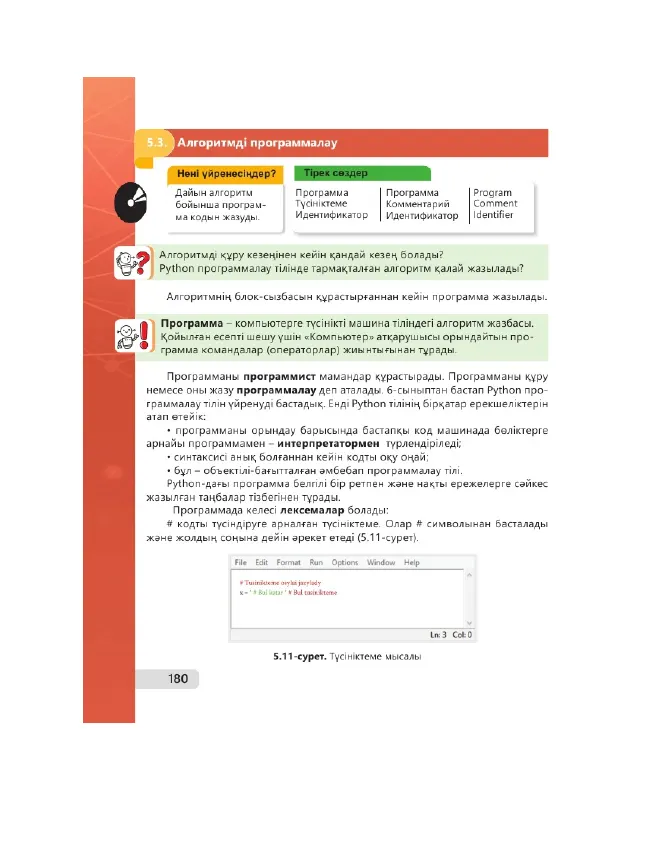 5.3. Алгоритмді программалау
Нені үйренесіңдер?
Дайын алгоритм
бойынша програм-
ма кодын жазуды.
Тірек сөздер
Программа
Түсініктеме
Идентификатор
Программа
Комментарий
Идентификатор
Program
Comment
Identifier
Алгоритмді құру кезеңінен кейін қандай кезең болады?
Python программалау тілінде тармақталған алгоритм қалай жазылады?
Алгоритмнің блок-сызбасын құрастырғаннан кейін программа жазылады.
Программа – компьютерге түсінікті машина тіліндегі алгоритм жазбасы.
Қойылған есепті шешу үшін «Компьютер» атқарушысы орындайтын про-
грамма командалар (операторлар) жиынтығынан тұрады.
Программаны программист мамандар құрастырады. Программаны құру
немесе оны жазу программалау деп аталады. 6-сыныптан бастап Python про-
граммалау тілін үйренуді бастадық. Енді Python тілінің бірқатар ерекшеліктерін
атап өтейік:
• программаны орындау барысында бастапқы код машинада бөліктерге
арнайы программамен – интерпретатормен түрлендіріледі;
• синтаксисі анық болғаннан кейін кодты оқу оңай;
• бұл – объектілі-бағытталған әмбебап программалау тілі.
Python-дағы программа белгілі бір ретпен және нақты ережелерге сәйкес
жазылған таңбалар тізбегінен тұрады.
Программада келесі лексемалар болады:
# кодты түсіндіруге арналған түсініктеме. Олар # символынан басталады
және жолдың соңына дейін әрекет етеді (5.11-сурет).
File Edit Format Run Options Window Help
# Tusinikteme osylai jazylady
x = ' # Bul katar ' # Bul tusinikteme
Ln: 3 Col: 0
5.11-сурет. Түсініктеме мысалы
180